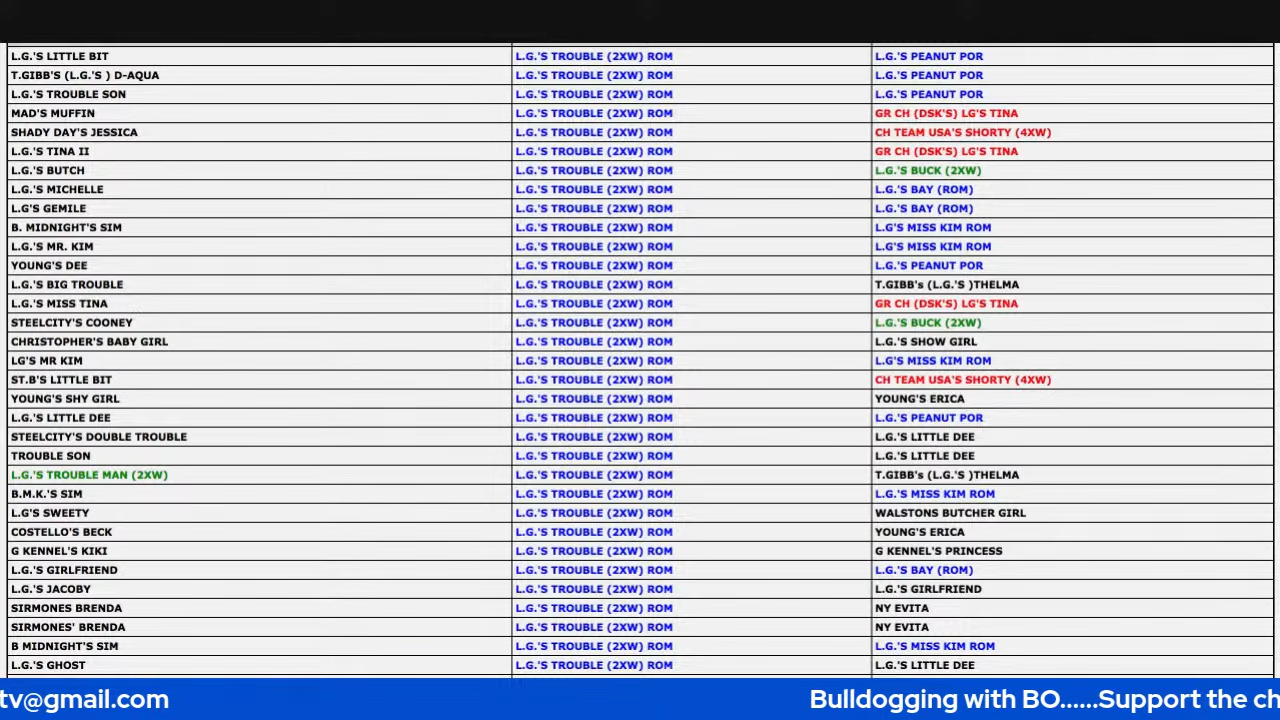 L.G.'S LITTLE BIT L.G.'S TROUBLE (2XW) ROM L.G.'S PEANUT POR
T.GIBB'S (L.G.'S ) D-AQUA L.G.'S TROUBLE (2XW) ROM L.G.'S PEANUT POR
L.G.'S TROUBLE SON L.G.'S TROUBLE (2XW) ROM L.G.'S PEANUT POR
MAD'S MUFFIN L.G.'S TROUBLE (2XW) ROM GR CH (DSK'S) LG'S TINA
SHADY DAY'S JESSICA L.G.'S TROUBLE (2XW) ROM CH TEAM USA'S SHORTY (4XW)
L.G.'S TINA II L.G.'S TROUBLE (2XW) ROM GR CH (DSK'S) LG'S TINA
L.G.'S BUTCH L.G.'S TROUBLE (2XW) ROM L.G.'S BUCK (2XW)
L.G.'S MICHELLE L.G.'S TROUBLE (2XW) ROM L.G.'S BAY (ROM)
L.G'S GEMILE L.G.'S TROUBLE (2XW) ROM L.G.'S BAY (ROM)
B. MIDNIGHT'S SIM L.G.'S TROUBLE (2XW) ROM L.G'S MISS KIM ROM
L.G.'S MR. KIM L.G.'S TROUBLE (2XW) ROM L.G'S MISS KIM ROM
YOUNG'S DEE L.G.'S TROUBLE (2XW) ROM L.G.'S PEANUT POR
L.G.'S BIG TROUBLE L.G.'S TROUBLE (2XW) ROM T.GIBB's (L.G.'S )THELMA
L.G.'S MISS TINA L.G.'S TROUBLE (2XW) ROM GR CH (DSK'S) LG'S TINA
STEELCITY'S COONEY L.G.'S TROUBLE (2XW) ROM L.G.'S BUCK (2XW)
CHRISTOPHER'S BABY GIRL L.G.'S TROUBLE (2XW) ROM L.G.'S SHOW GIRL
LG'S MR KIM L.G.'S TROUBLE (2XW) ROM L.G'S MISS KIM ROM
ST.B'S LITTLE BIT L.G.'S TROUBLE (2XW) ROM CH TEAM USA'S SHORTY (4XW)
YOUNG'S SHY GIRL L.G.'S TROUBLE (2XW) ROM YOUNG'S ERICA
L.G.'S LITTLE DEE L.G.'S TROUBLE (2XW) ROM L.G.'S PEANUT POR
STEELCITY'S DOUBLE TROUBLE L.G.'S TROUBLE (2XW) ROM L.G.'S LITTLE DEE
TROUBLE SON L.G.'S TROUBLE (2XW) ROM L.G.'S LITTLE DEE
L.G.'S TROUBLE MAN (2XW) L.G.'S TROUBLE (2XW) ROM T.GIBB's (L.G.'S )THELMA
B.M.K.'S SIM L.G.'S TROUBLE (2XW) ROM L.G.'S MISS KIM ROM
L.G'S SWEETY L.G.'S TROUBLE (2XW) ROM WALSTONS BUTCHER GIRL
COSTELLO'S BECK L.G.'S TROUBLE (2XW) ROM YOUNG'S ERICA
G KENNEL'S KIKI L.G.'S TROUBLE (2XW) ROM G KENNEL'S PRINCESS
L.G.'S GIRLFRIEND L.G.'S TROUBLE (2XW) ROM L.G.'S BAY (ROM)
L.G.'S JACOBY L.G.'S TROUBLE (2XW) ROM L.G.'S GIRLFRIEND
SIRMONES BRENDA L.G.'S TROUBLE (2XW) ROM NY EVITA
SIRMONES' BRENDA L.G.'S TROUBLE (2XW) ROM NY EVITA
B MIDNIGHT'S SIM L.G.'S TROUBLE (2XW) ROM L.G.'S MISS KIM ROM
L.G.'S GHOST L.G.'S TROUBLE (2XW) ROM L.G.'S LITTLE DEE
tv@gmail.com Bulldogging with BO......Support the ch